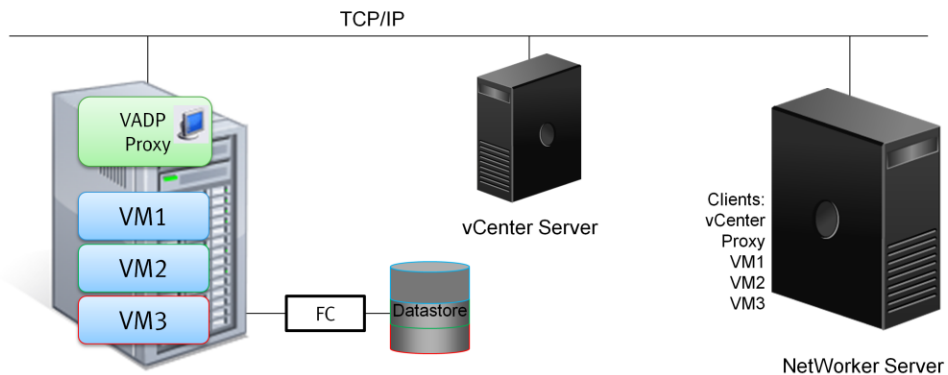 TCP/IP
VADP
Proxy
VM1
VM2
VM3
FC
Datastore
vCenter Server
Clients:
vCenter
Proxy
VM1
VM2
VM3
NetWorker Server